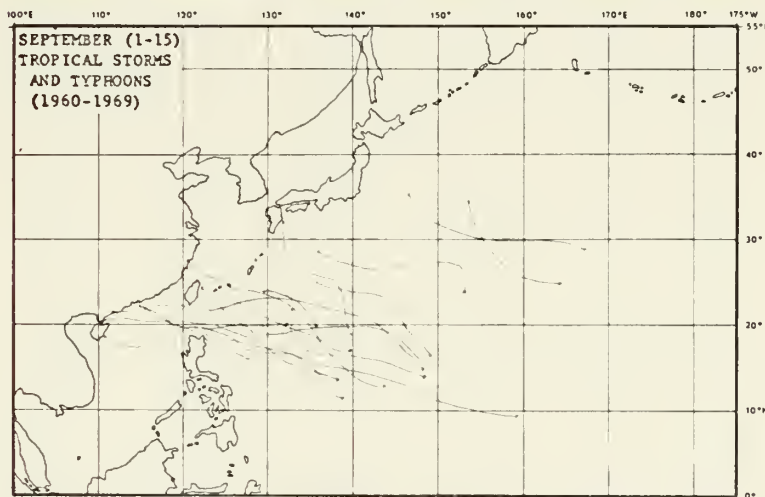 100°E 110° 120° 130° 140° 150° 160° 170°E 180° 175°W
SEPTEMBER (1-15)
TROPICAL STORMS
AND TYPHOONS
(1960-1969)
55°N
50°
40°
30°
20°
10°N
0°